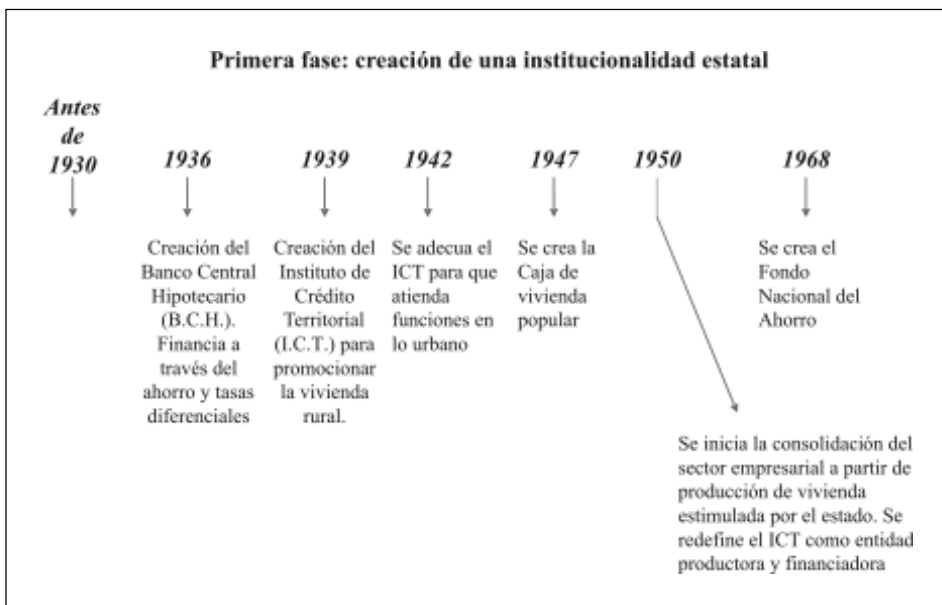 Primera fase: creación de una institucionalidad estatal
Antes
de
1930
1936
1939
1942
1947
1950
1968
Creación del
Banco Central
Hipotecario
(B.C.H.).
Financia a
través del
ahorro y tasas
diferenciales
Creación del
Instituto de
Crédito
Territorial
(I.C.T.) para
promocionar
la vivienda
rural.
Se adecua el
ICT para que
atienda
funciones en
lo urbano
Se crea la
Caja de
vivienda
popular
Se inicia la consolidación del
sector empresarial a partir de
producción de vivienda
estimulada por el estado. Se
redefine el ICT como entidad
productora y financiadora
Se crea el
Fondo
Nacional del
Ahorro